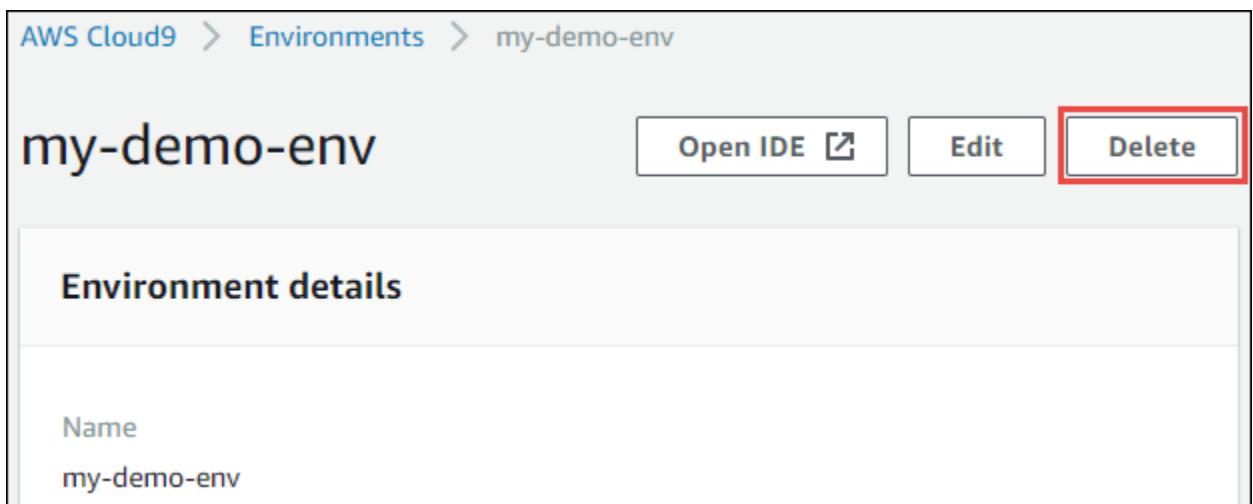 AWS Cloud9 > Environments > my-demo-env
my-demo-env Open IDE Edit Delete
Environment details
Name
my-demo-env